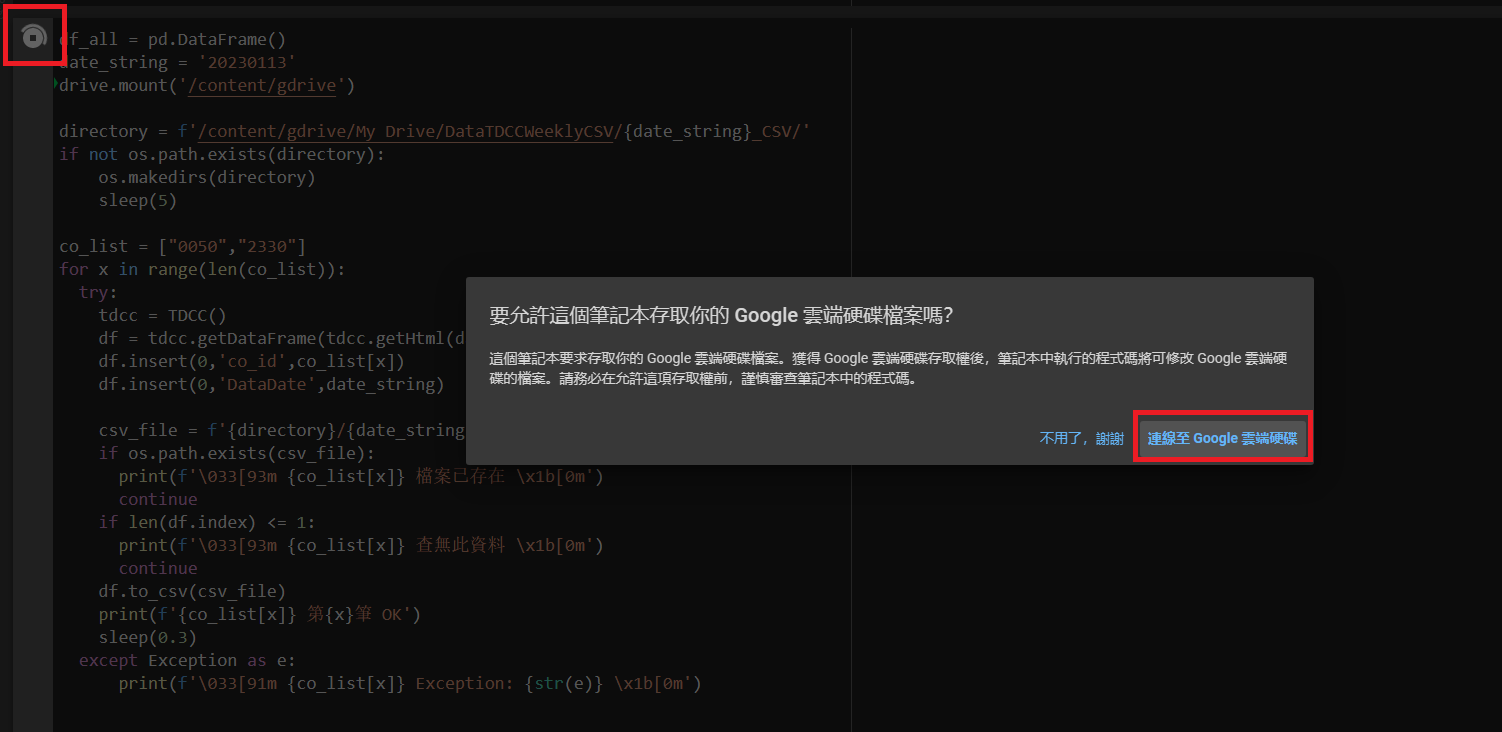 df_all = pd.DataFrame()
date_string = '20230113'
drive.mount('/content/gdrive')
directory = f'/content/gdrive/My Drive/DataTDCCWeeklyCSV/{date_string}_CSV/'
if not os.path.exists(directory):
    os.makedirs(directory)
    sleep(5)
co_list = ["0050","2330"]
for x in range(len(co_list)):
  try:
    tdcc = TDCC()
    df = tdcc.getDataFrame(tdcc.getHtml(d
    df.insert(0,'co_id',co_list[x])
    df.insert(0,'DataDate',date_string)
    csv_file = f'{directory}/{date_string
    if os.path.exists(csv_file):
      print(f'\033[93m {co_list[x]} 檔案已存在 \x1b[0m')
      continue
    if len(df.index) <= 1:
      print(f'\033[93m {co_list[x]} 查無此資料 \x1b[0m')
      continue
    df.to_csv(csv_file)
    print(f'{co_list[x]} 第{x}筆 OK')
    sleep(0.3)
  except Exception as e:
      print(f'\033[91m {co_list[x]} Exception: {str(e)} \x1b[0m')
要允許這個筆記本存取你的 Google 雲端硬碟檔案嗎?
這個筆記本要求存取你的 Google 雲端硬碟檔案。獲得 Google 雲端硬碟存取權後，筆記本中執行的程式碼將可修改 Google 雲端硬
碟的檔案。請務必在允許這項存取權前，謹慎審查筆記本中的程式碼。
不用了，謝謝
連線至 Google 雲端硬碟